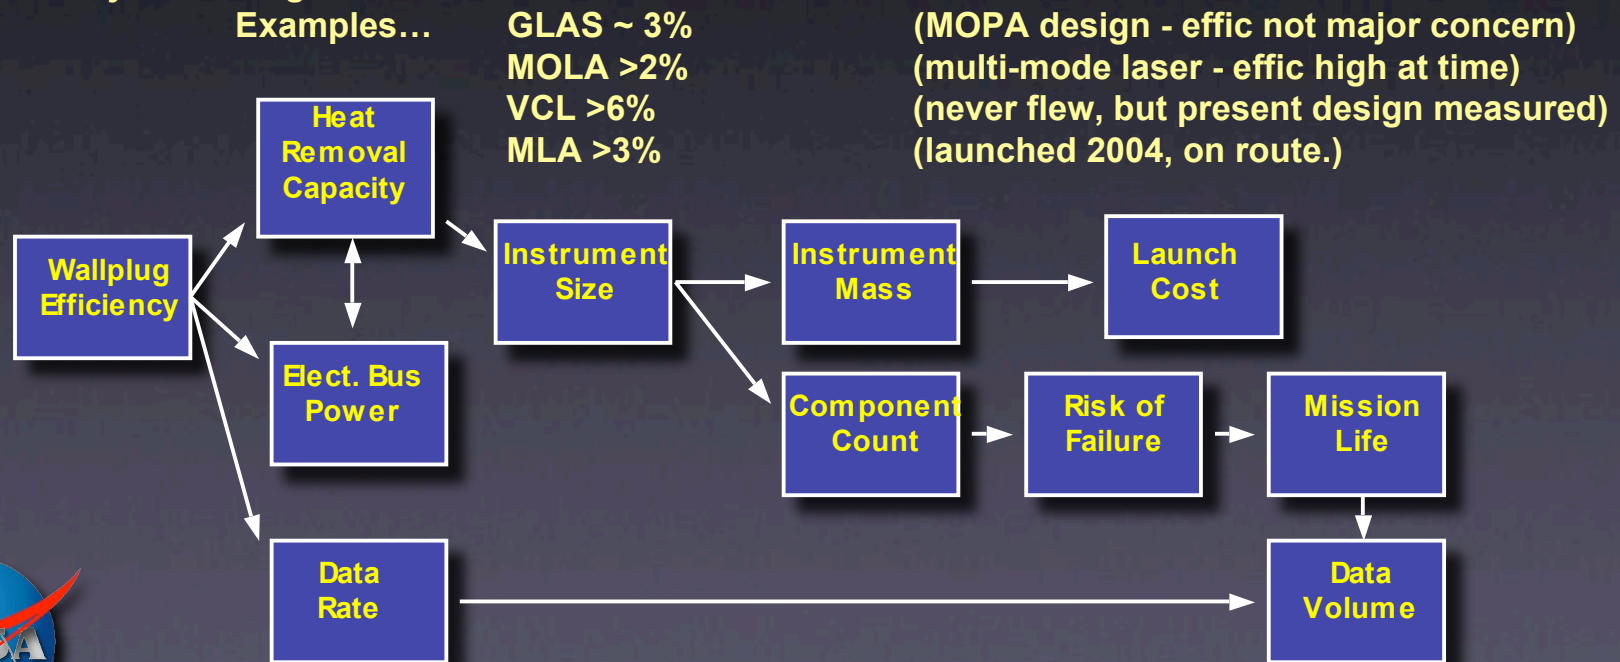 Examples… GLAS ~ 3% (MOPA design - effic not major concern)
MOLA >2% (multi-mode laser - effic high at time)
VCL >6% (never flew, but present design measured)
MLA >3% (launched 2004, on route.)
Heat
Removal
Capacity
Wallplug
Efficiency
Instrument
Size
Instrument
Mass
Launch
Cost
Elect. Bus
Power
Component
Count
Risk of
Failure
Mission
Life
Data
Rate
Data
Volume